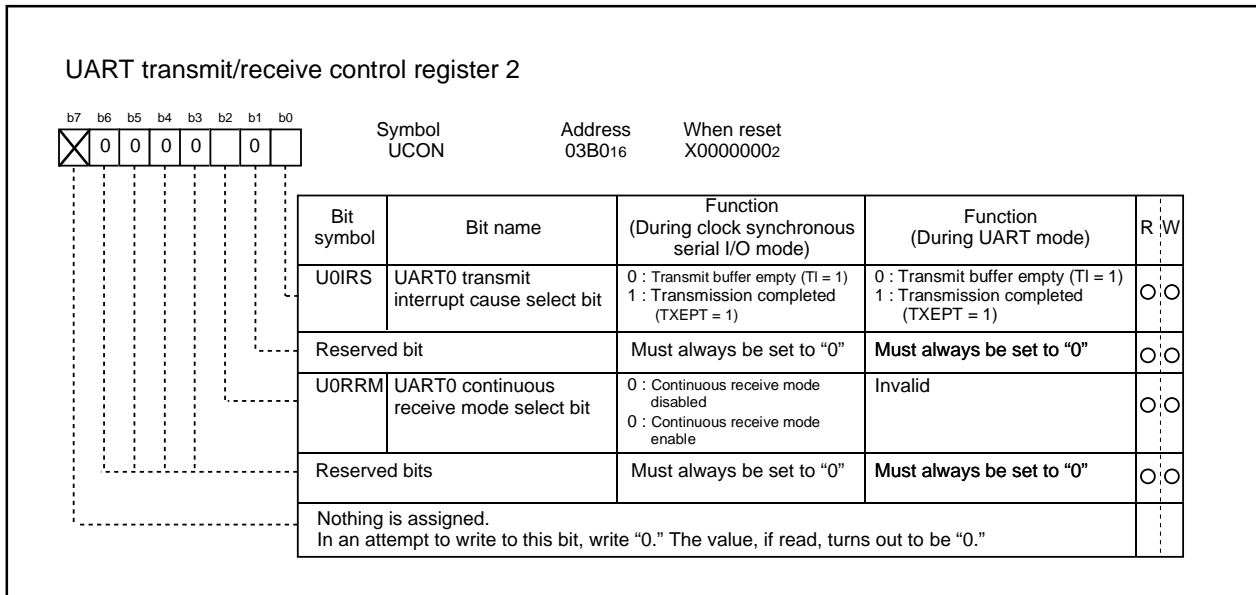 UART transmit/receive control register 2
b7 b6 b5 b4 b3 b2 b1 b0
0 0 0 0 0
Symbol Address When reset
UCON 03B016 X00000002
Bit symbol Bit name Function (During clock synchronous serial I/O mode) Function (During UART mode) R W
U0IRS UART0 transmit interrupt cause select bit
0 : Transmit buffer empty (TI = 1)
1 : Transmission completed
(TXEPT = 1)
0 : Transmit buffer empty (TI = 1)
1 : Transmission completed
(TXEPT = 1)
Reserved bit Must always be set to “0” Must always be set to “0”
U0RRM UART0 continuous receive mode select bit
0 : Continuous receive mode
disabled
0 : Continuous receive mode
enable
Invalid
Reserved bits Must always be set to “0” Must always be set to “0”
Nothing is assigned.
In an attempt to write to this bit, write “0.” The value, if read, turns out to be “0.”